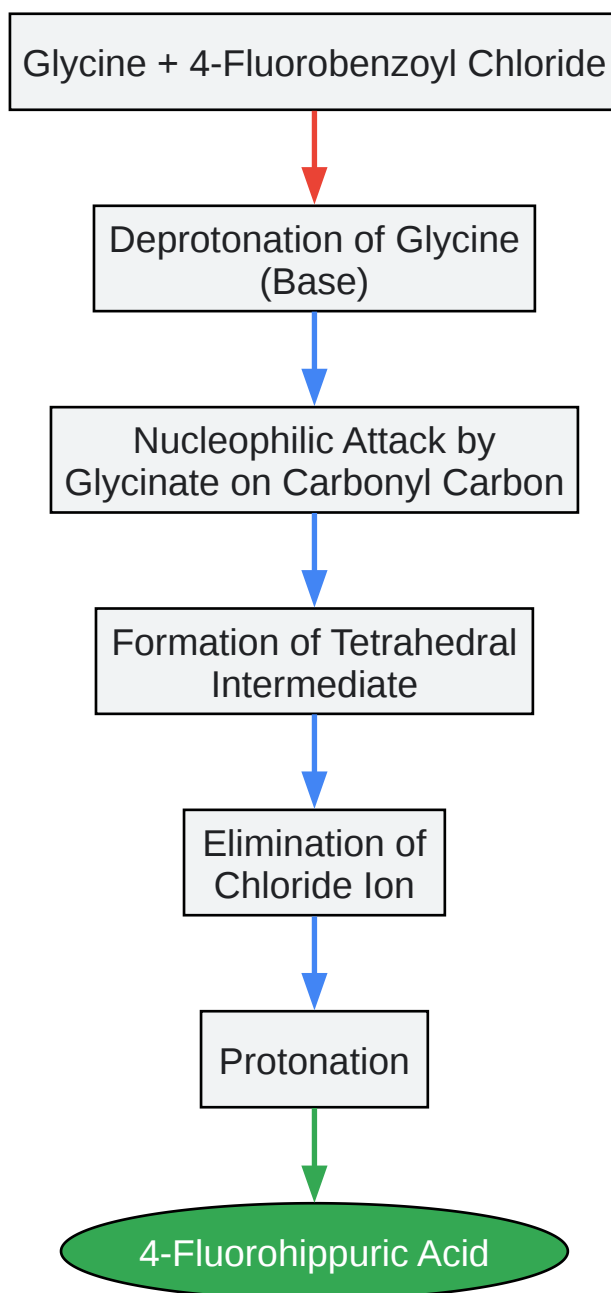 Glycine + 4-Fluorobenzoyl Chloride
Deprotonation of Glycine
(Base)
Nucleophilic Attack by
Glycinate on Carbonyl Carbon
Formation of Tetrahedral
Intermediate
Elimination of
Chloride Ion
Protonation
4-Fluorohippuric Acid